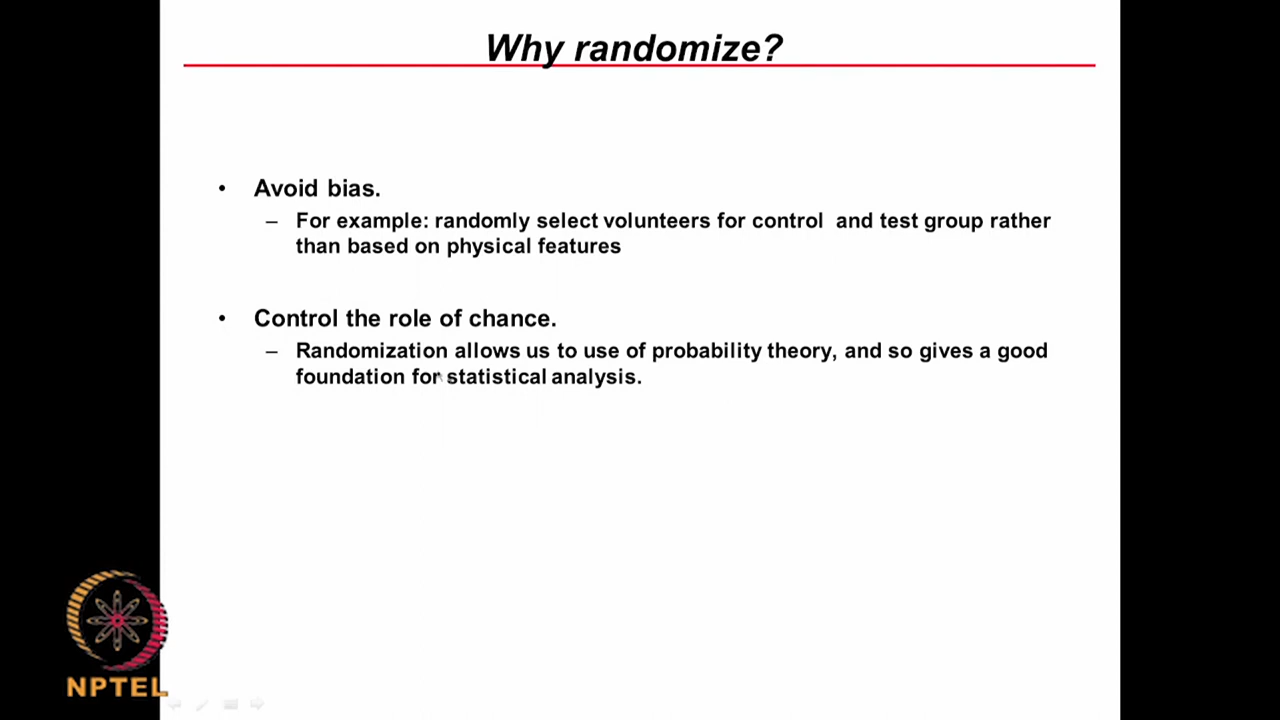 Why randomize?
• Avoid bias.
– For example: randomly select volunteers for control and test group rather
than based on physical features
• Control the role of chance.
– Randomization allows us to use of probability theory, and so gives a good
foundation for statistical analysis.
NPTEL